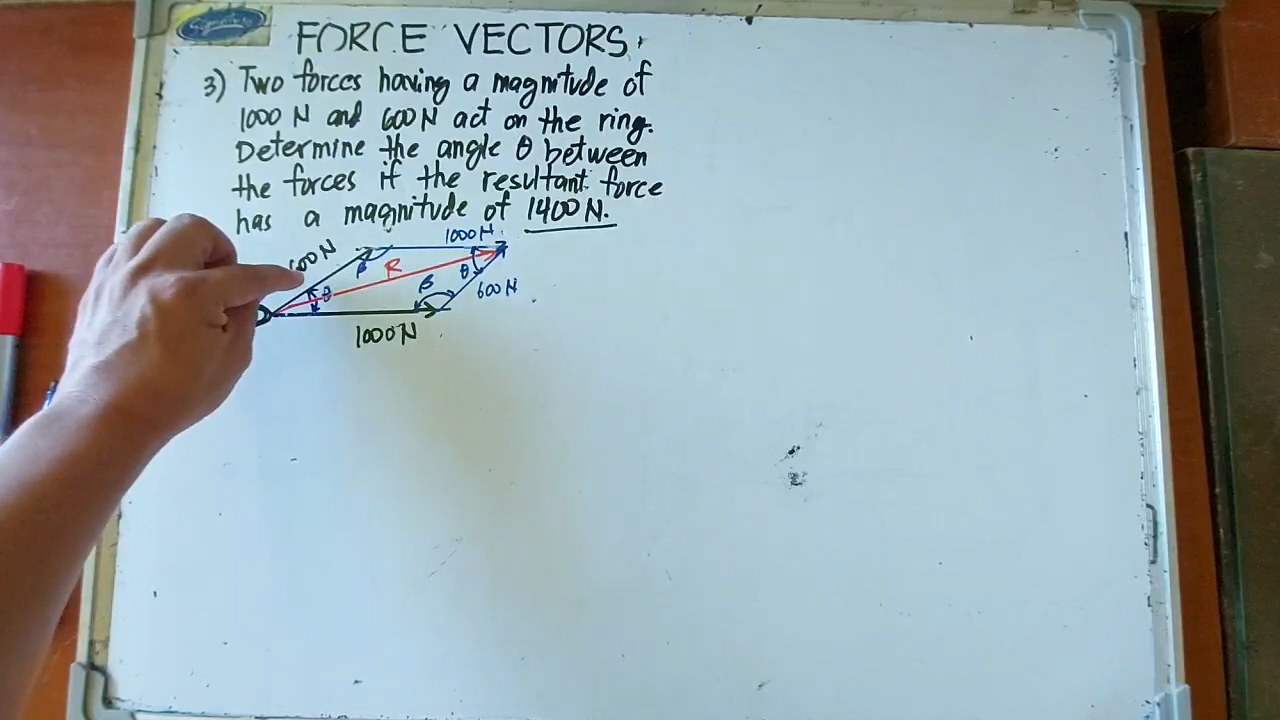 FORCE VECTORS
3) Two forces having a magnitude of
1000 N and 600 N act on the ring.
Determine the angle θ between
the forces if the resultant force
has a magnitude of 1400 N.
1000 N
R
β
θ
β
θ
600 N
1000 N